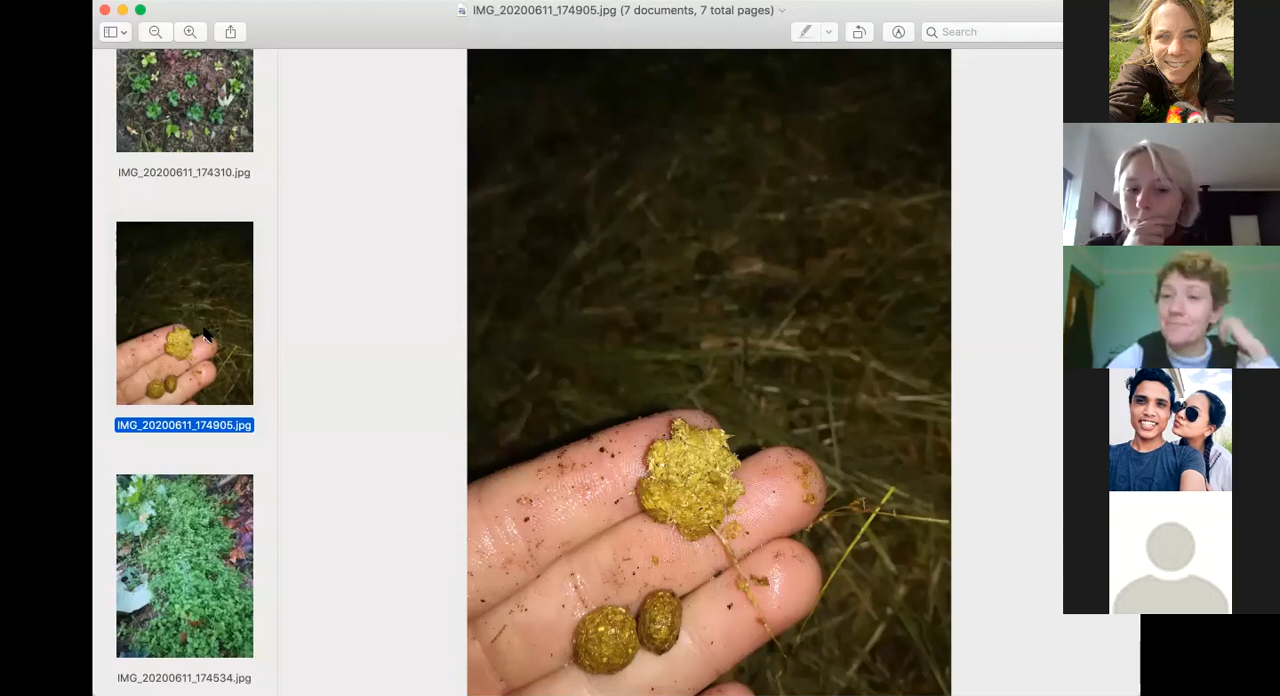 IMG_20200611_174905.jpg (7 documents, 7 total pages)
Search
IMG_20200611_174310.jpg
IMG_20200611_174905.jpg
IMG_20200611_174534.jpg